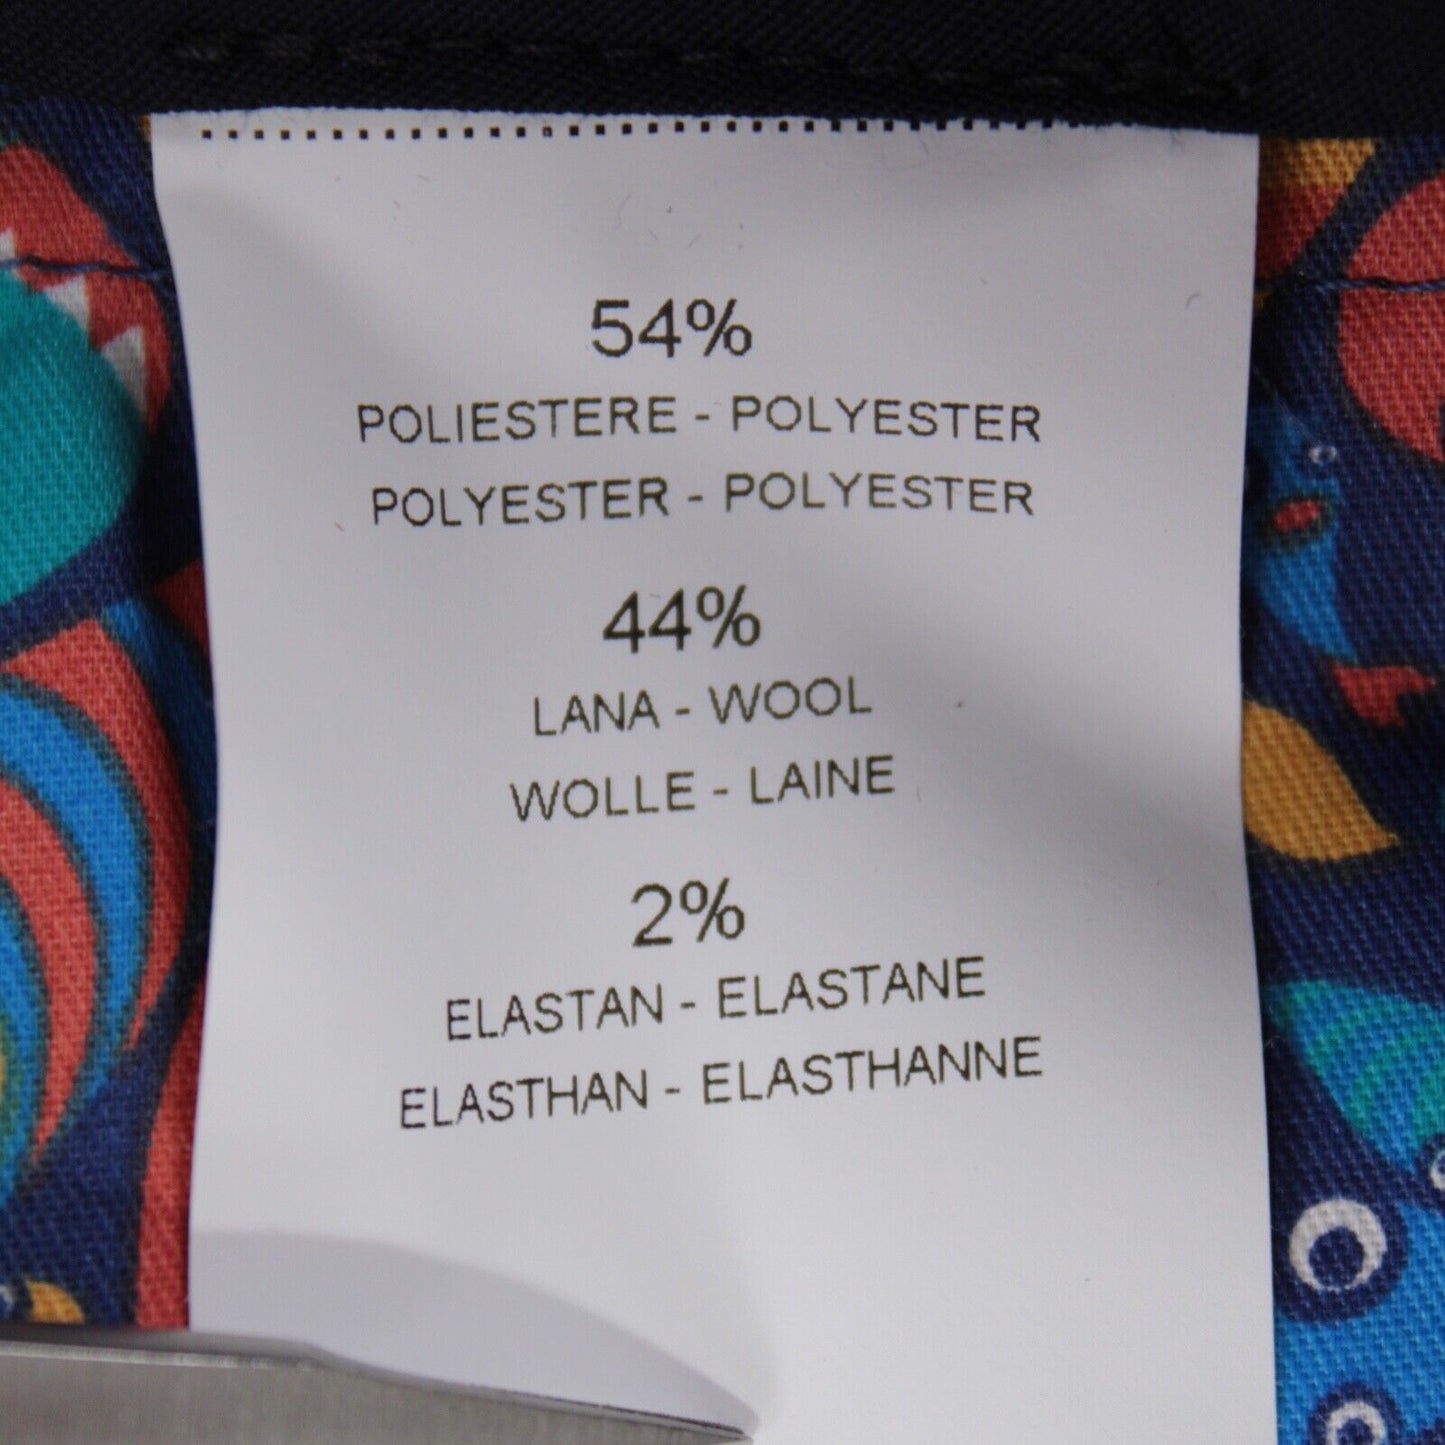 54%
POLIESTERE - POLYESTER
POLYESTER - POLYESTER
44%
LANA - WOOL
WOLLE - LAINE
2%
ELASTAN - ELASTANE
ELASTHAN - ELASTHANNE